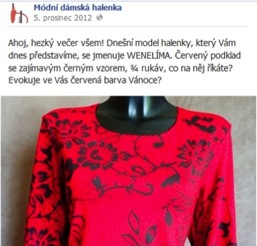 Módní dámská halenka
5. prosinec 2012
Ahoj, hezký večer všem! Dnešní model halenky, který Vám
dnes představíme, se jmenuje WENELÍMA. Červený podklad
se zajímavým černým vzorem, ¾ rukáv, co na něj říkáte?
Evokuje ve Vás červená barva Vánoce?